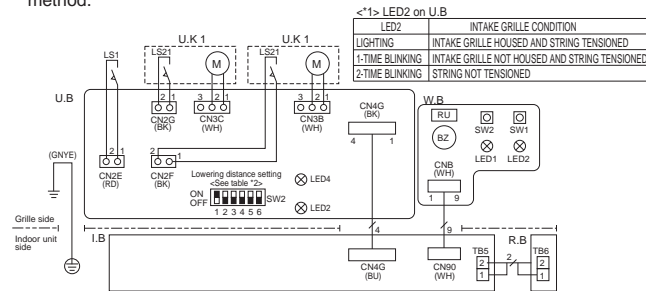 method.
<*1> LED2 on U.B
LED2 INTAKE GRILLE CONDITION
LIGHTING INTAKE GRILLE HOUSED AND STRING TENSIONED
1-TIME BLINKING INTAKE GRILLE NOT HOUSED AND STRING TENSIONED
2-TIME BLINKING STRING NOT TENSIONED
U.K 1 U.K 1
LS1 LS21 M LS21 M
U.B
2 1 2 1 3 2 1 3 2 1
CN2G (BK) CN3C (WH) CN3B (WH)
CN4G (BK)
4 1
W.B
RU
BZ
SW2 SW1
LED1 LED2
CNB (WH)
1 9
(GNYE)
2 1 2 1
CN2E (RD) CN2F (BK)
Lowering distance setting
<See table *2>
ON
OFF
SW2
1 2 3 4 5 6
LED4
LED2
Grille side
Indoor unit side
I.B
4 9
CN4G (BU) CN90 (WH)
R.B
TB5 TB6
2 2 2
1 1